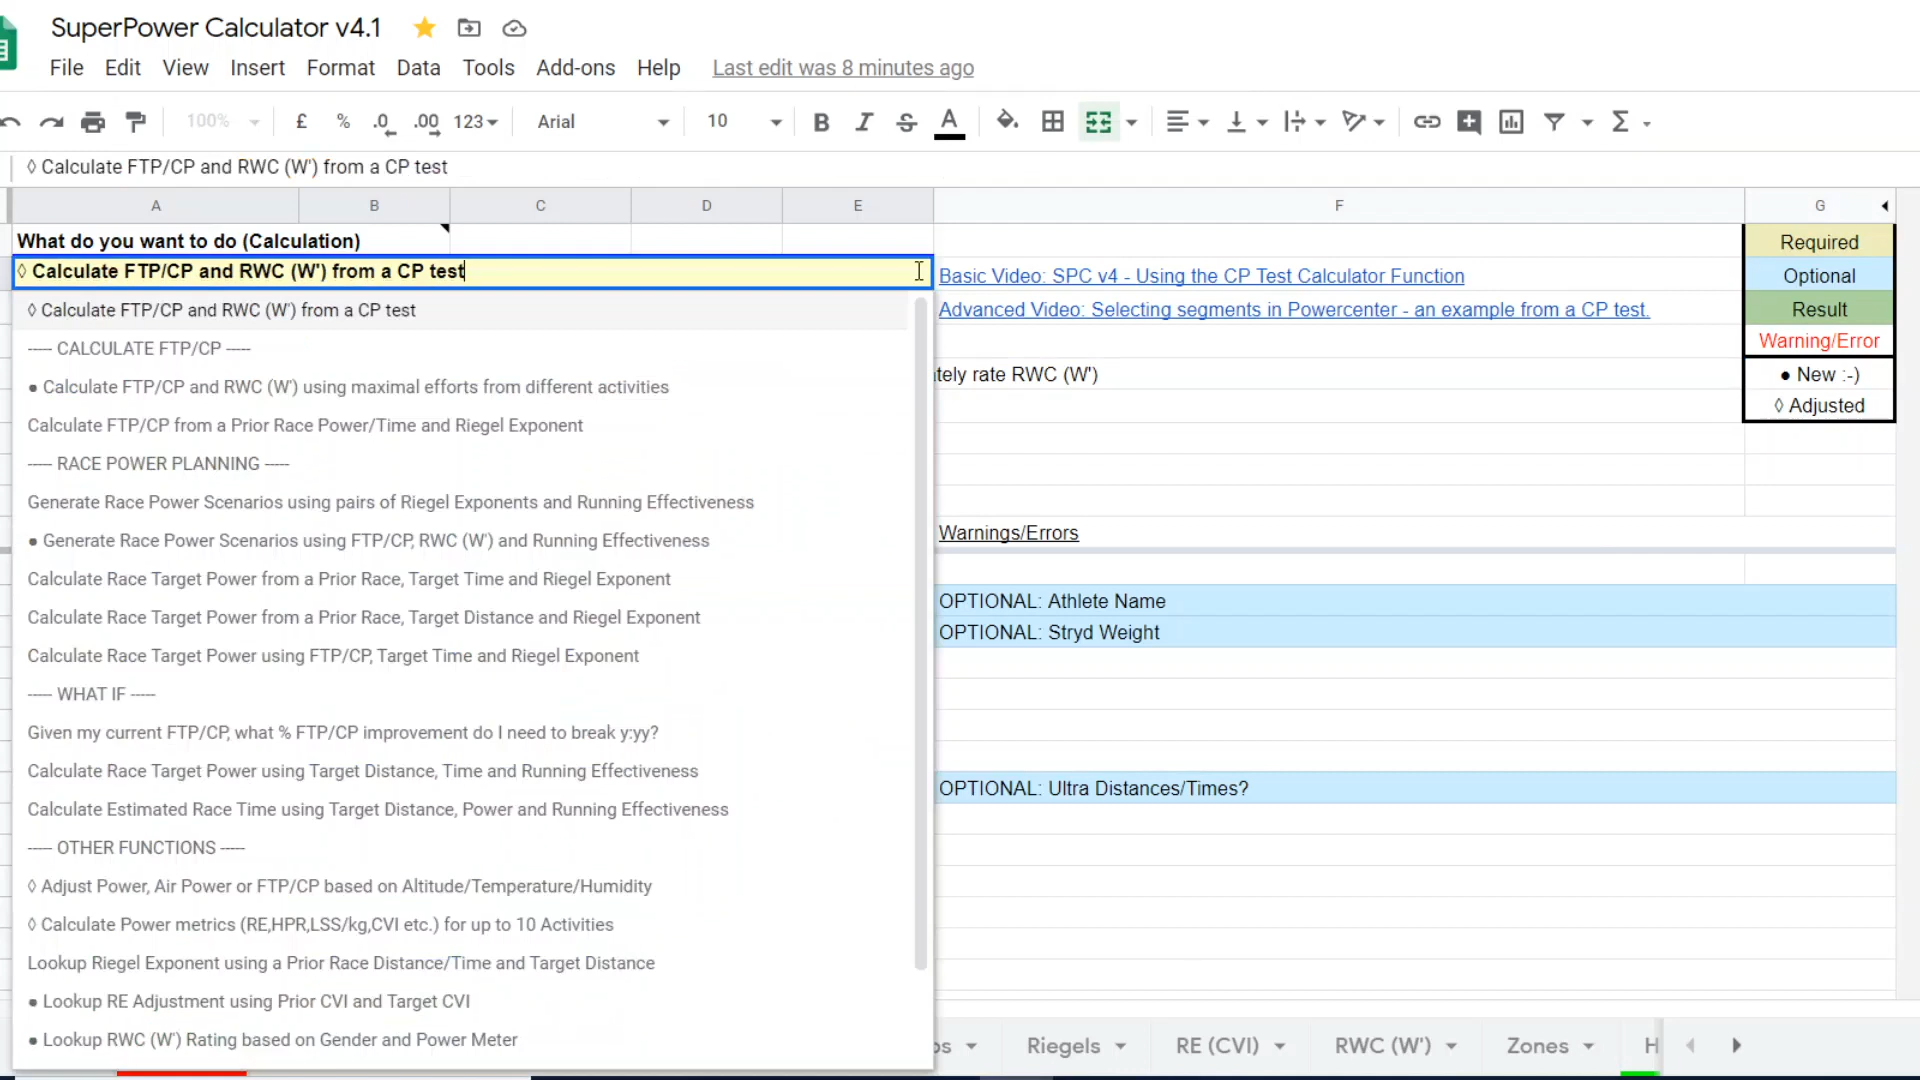 SuperPower Calculator v4.1
File Edit View Insert Format Data Tools Add-ons Help Last edit was 8 minutes ago
100% £ % .0 .00 123 Arial 10 B I S A Σ
◊ Calculate FTP/CP and RWC (W') from a CP test
A B C D E F G
What do you want to do (Calculation)
Required
◊ Calculate FTP/CP and RWC (W') from a CP test
Basic Video: SPC v4 - Using the CP Test Calculator Function
Optional
◊ Calculate FTP/CP and RWC (W') from a CP test
Advanced Video: Selecting segments in Powercenter - an example from a CP test.
Result
----- CALCULATE FTP/CP -----
Warning/Error
● Calculate FTP/CP and RWC (W') using maximal efforts from different activities
tely rate RWC (W')
● New :-)
◊ Adjusted
Calculate FTP/CP from a Prior Race Power/Time and Riegel Exponent
----- RACE POWER PLANNING -----
Generate Race Power Scenarios using pairs of Riegel Exponents and Running Effectiveness
● Generate Race Power Scenarios using FTP/CP, RWC (W') and Running Effectiveness
Warnings/Errors
Calculate Race Target Power from a Prior Race, Target Time and Riegel Exponent
OPTIONAL: Athlete Name
Calculate Race Target Power from a Prior Race, Target Distance and Riegel Exponent
OPTIONAL: Stryd Weight
Calculate Race Target Power using FTP/CP, Target Time and Riegel Exponent
----- WHAT IF -----
Given my current FTP/CP, what % FTP/CP improvement do I need to break y:yy?
Calculate Race Target Power using Target Distance, Time and Running Effectiveness
OPTIONAL: Ultra Distances/Times?
Calculate Estimated Race Time using Target Distance, Power and Running Effectiveness
----- OTHER FUNCTIONS -----
◊ Adjust Power, Air Power or FTP/CP based on Altitude/Temperature/Humidity
◊ Calculate Power metrics (RE,HPR,LSS/kg,CVI etc.) for up to 10 Activities
Lookup Riegel Exponent using a Prior Race Distance/Time and Target Distance
● Lookup RE Adjustment using Prior CVI and Target CVI
● Lookup RWC (W') Rating based on Gender and Power Meter
os Riegels RE (CVI) RWC (W') Zones H